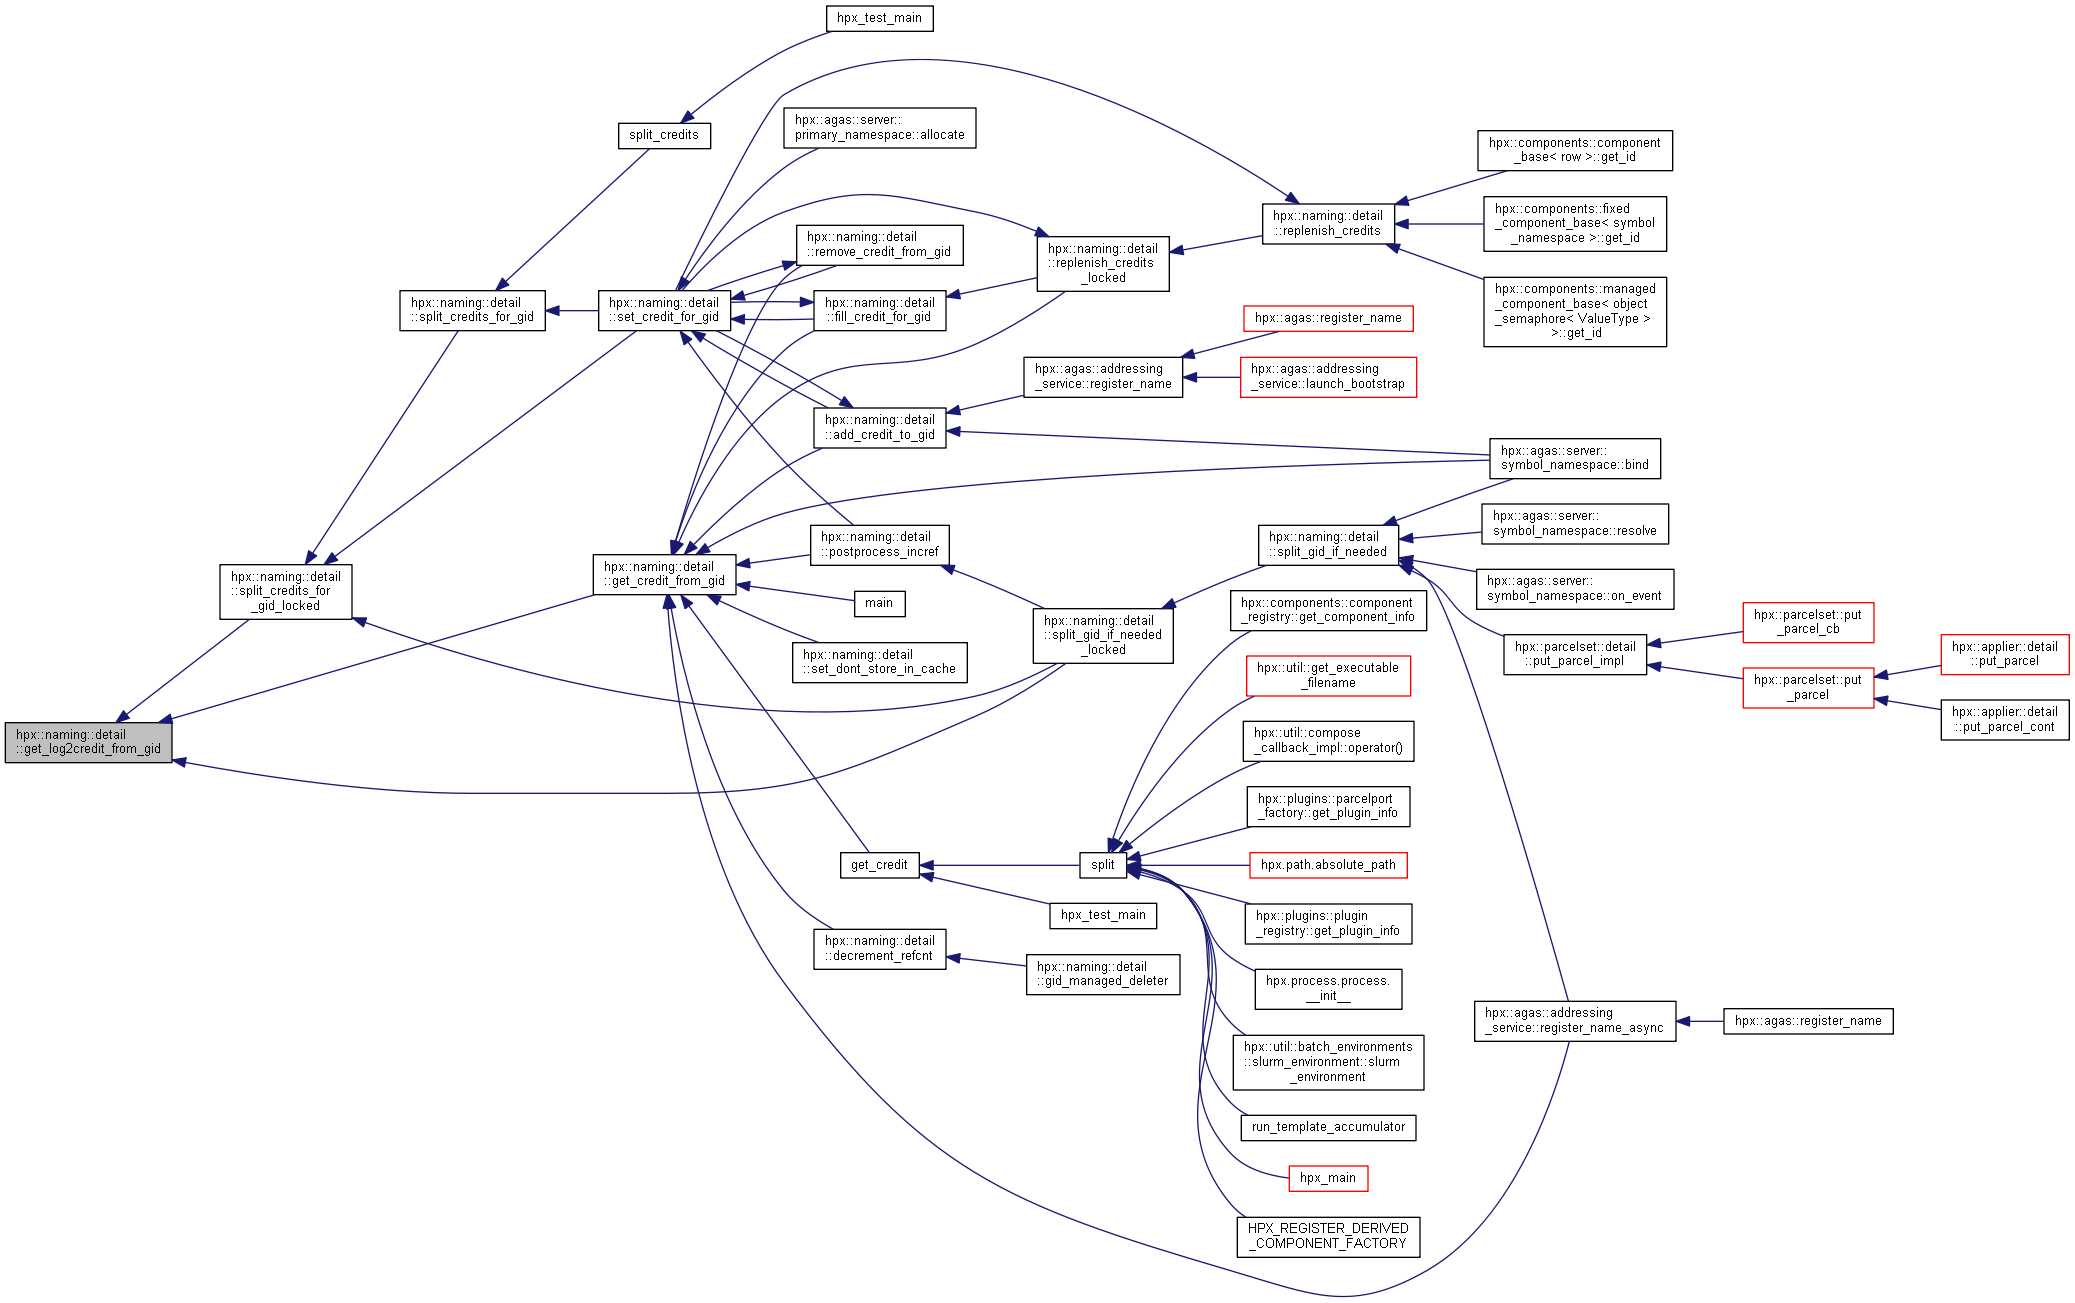 hpx_test_main
split_credits
hpx::agas::server::
primary_namespace::allocate
hpx::components::component
_base< row >::get_id
hpx::components::fixed
_component_base< symbol
_namespace >::get_id
hpx::naming::detail
::replenish_credits
hpx::naming::detail
::remove_credit_from_gid
hpx::naming::detail
::replenish_credits
_locked
hpx::components::managed
_component_base< object
_semaphore< ValueType >
>::get_id
hpx::naming::detail
::split_credits_for_gid
hpx::naming::detail
::set_credit_for_gid
hpx::naming::detail
::fill_credit_for_gid
hpx::agas::register_name
hpx::agas::addressing
_service::register_name
hpx::agas::addressing
_service::launch_bootstrap
hpx::naming::detail
::add_credit_to_gid
hpx::agas::server::
symbol_namespace::bind
hpx::agas::server::
symbol_namespace::resolve
hpx::naming::detail
::postprocess_incref
hpx::naming::detail
::split_gid_if_needed
hpx::naming::detail
::get_credit_from_gid
hpx::naming::detail
::split_credits_for
_gid_locked
hpx::agas::server::
symbol_namespace::on_event
main
hpx::components::component
_registry::get_component_info
hpx::naming::detail
::split_gid_if_needed
_locked
hpx::parcelset::put
_parcel_cb
hpx::parcelset::detail
::put_parcel_impl
hpx::applier::detail
::put_parcel
hpx::naming::detail
::set_dont_store_in_cache
hpx::util::get_executable
_filename
hpx::parcelset::put
_parcel
hpx::applier::detail
::put_parcel_cont
hpx::naming::detail
::get_log2credit_from_gid
hpx::util::compose
_callback_impl::operator()
hpx::plugins::parcelport
_factory::get_plugin_info
get_credit
split
hpx.path.absolute_path
hpx_test_main
hpx::plugins::plugin
_registry::get_plugin_info
hpx::naming::detail
::decrement_refcnt
hpx::naming::detail
::gid_managed_deleter
hpx.process.process.
__init__
hpx::agas::addressing
_service::register_name_async
hpx::agas::register_name
hpx::util::batch_environments
::slurm_environment::slurm
_environment
run_template_accumulator
hpx_main
HPX_REGISTER_DERIVED
_COMPONENT_FACTORY